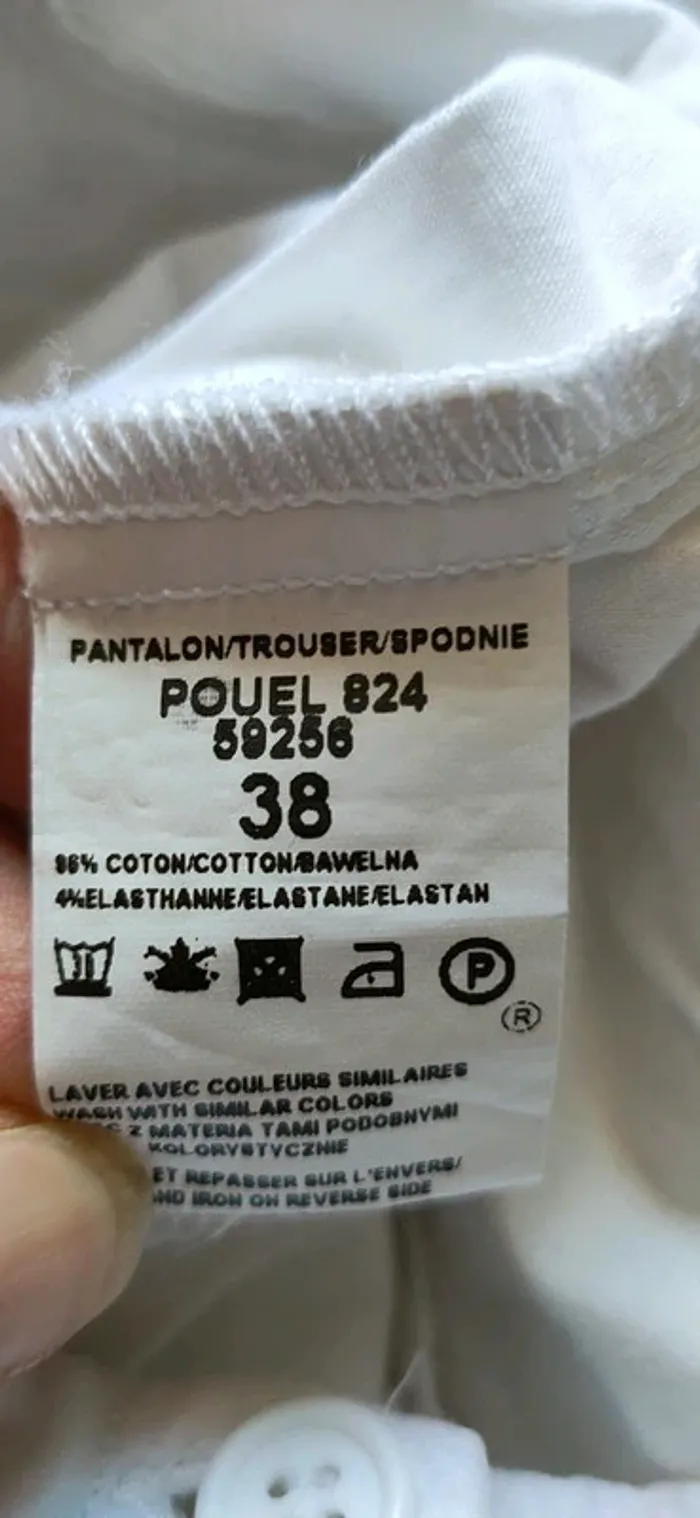 PANTALON/TROUSER/SPODNIE
POUEL 824
59256
38
96% COTON/COTTON/BAWELNA
4%ELASTHANNE/ELASTANE/ELASTAN
P
®
LAVER AVEC COULEURS SIMILAIRES
WASH WITH SIMILAR COLORS
Z MATERIA TAMI PODOBNYMI
KOLORYSTYCZNIE
ET REPASSER SUR L'ENVERS/
IRON ON REVERSE SIDE